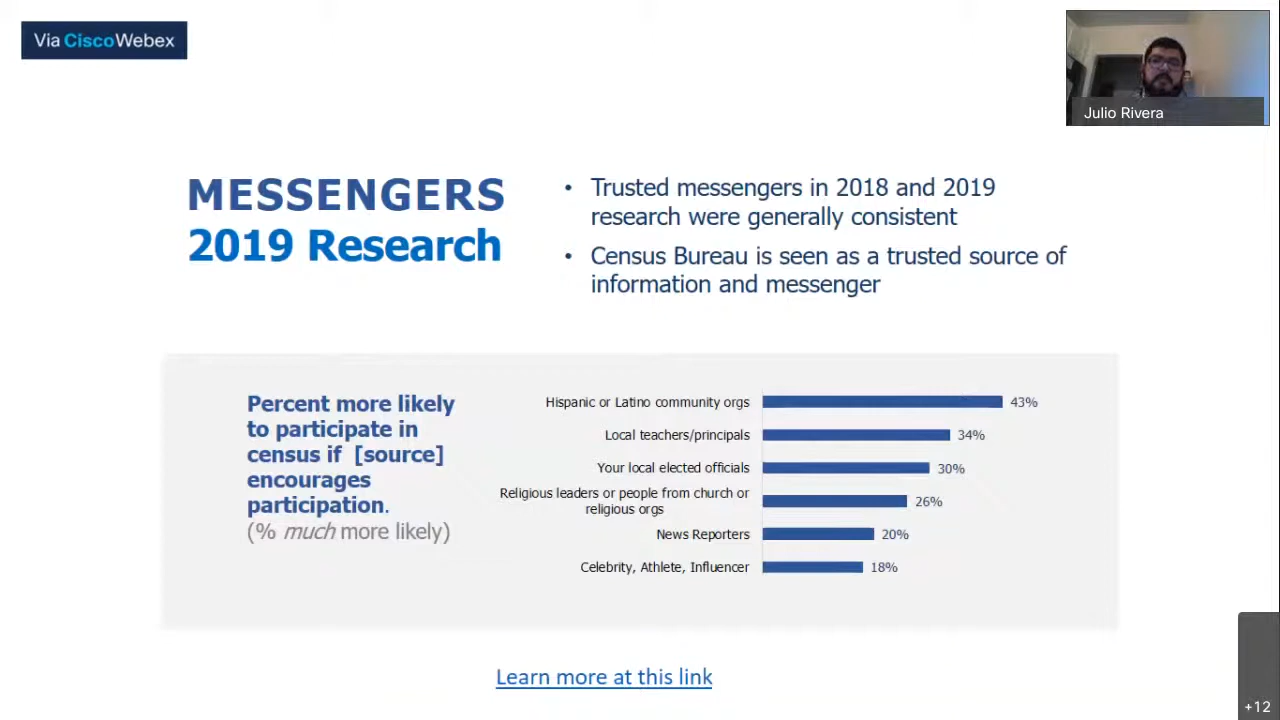 Via CiscoWebex
Julio Rivera
MESSENGERS
2019 Research
• Trusted messengers in 2018 and 2019
research were generally consistent
• Census Bureau is seen as a trusted source of
information and messenger
Percent more likely
to participate in
census if [source]
encourages
participation.
(% much more likely)
Hispanic or Latino community orgs 43%
Local teachers/principals 34%
Your local elected officials 30%
Religious leaders or people from church or
religious orgs 26%
News Reporters 20%
Celebrity, Athlete, Influencer 18%
Learn more at this link
+12